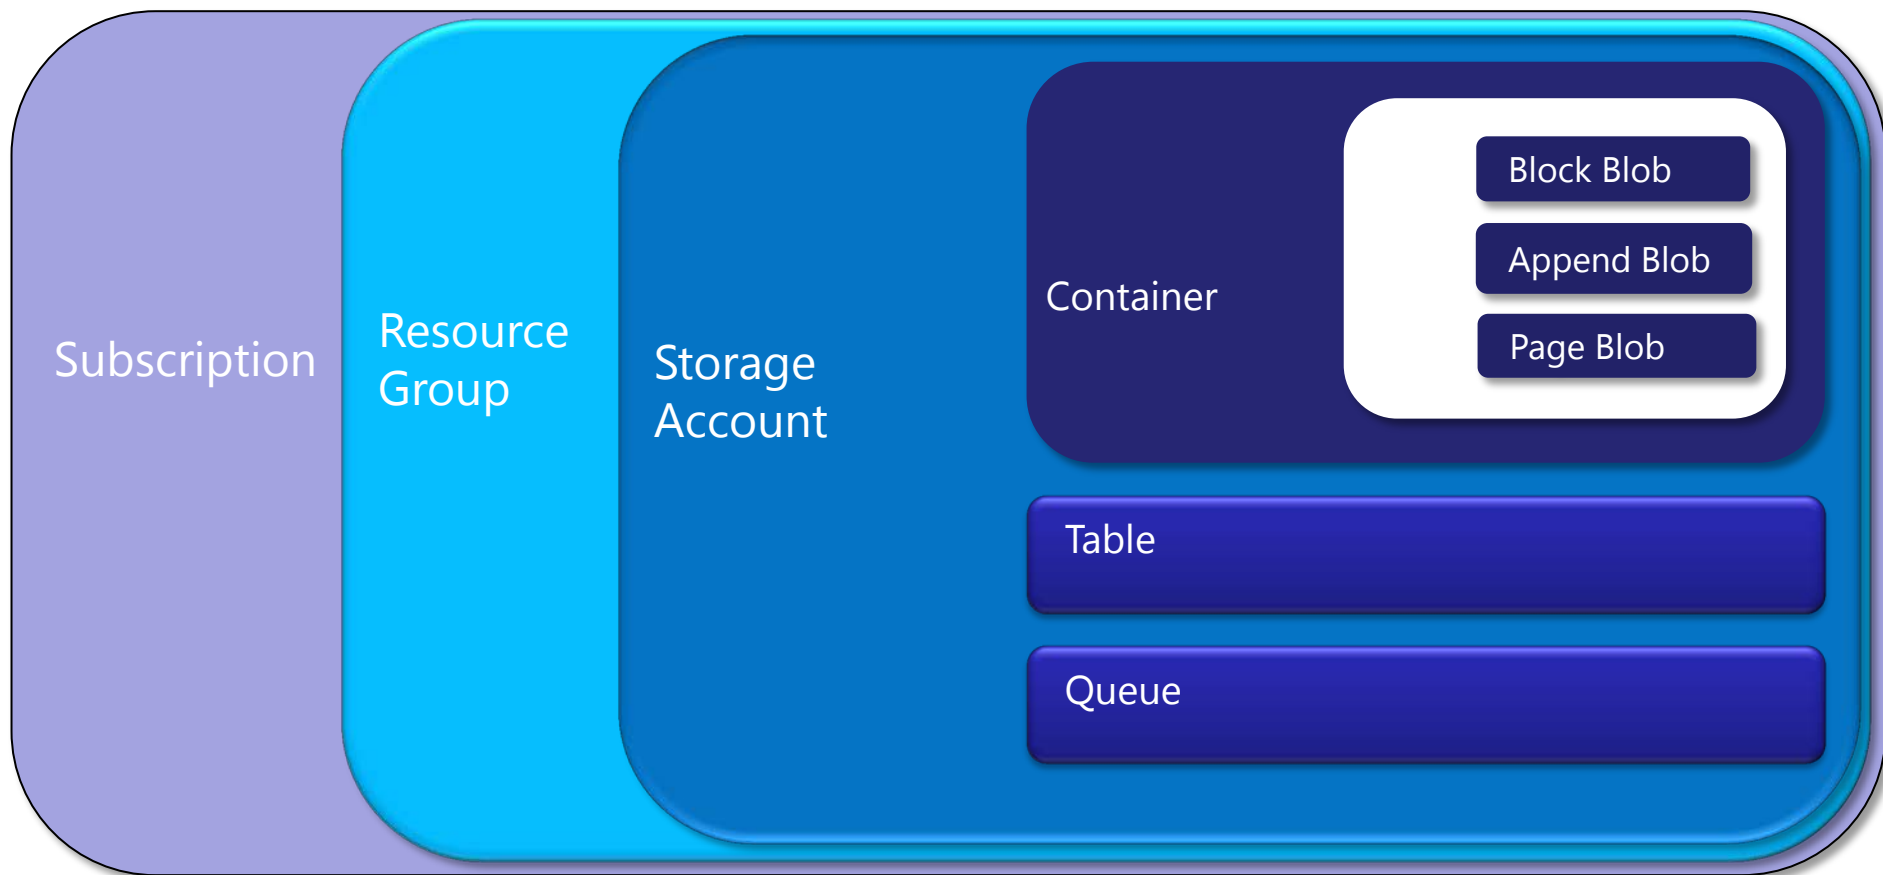 Subscription
Resource
Group
Storage
Account
Container
Block Blob
Append Blob
Page Blob
Table
Queue